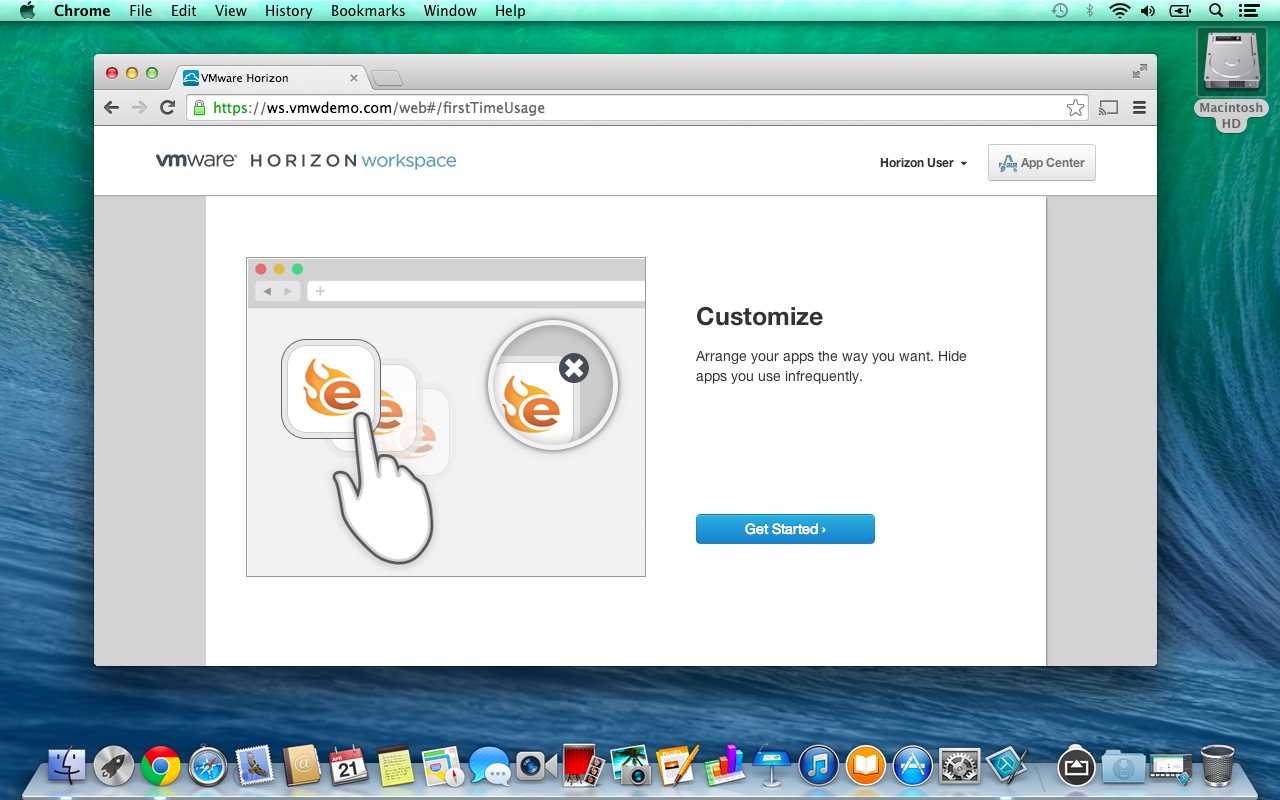 Chrome File Edit View History Bookmarks Window Help
VMware Horizon
https://ws.vmwdemo.com/web#/firstTimeUsage
Macintosh
HD
vmware HORIZON workspace
Horizon User
App Center
Customize
Arrange your apps the way you want. Hide
apps you use infrequently.
e
e
e
e
Get Started ›
APR
21